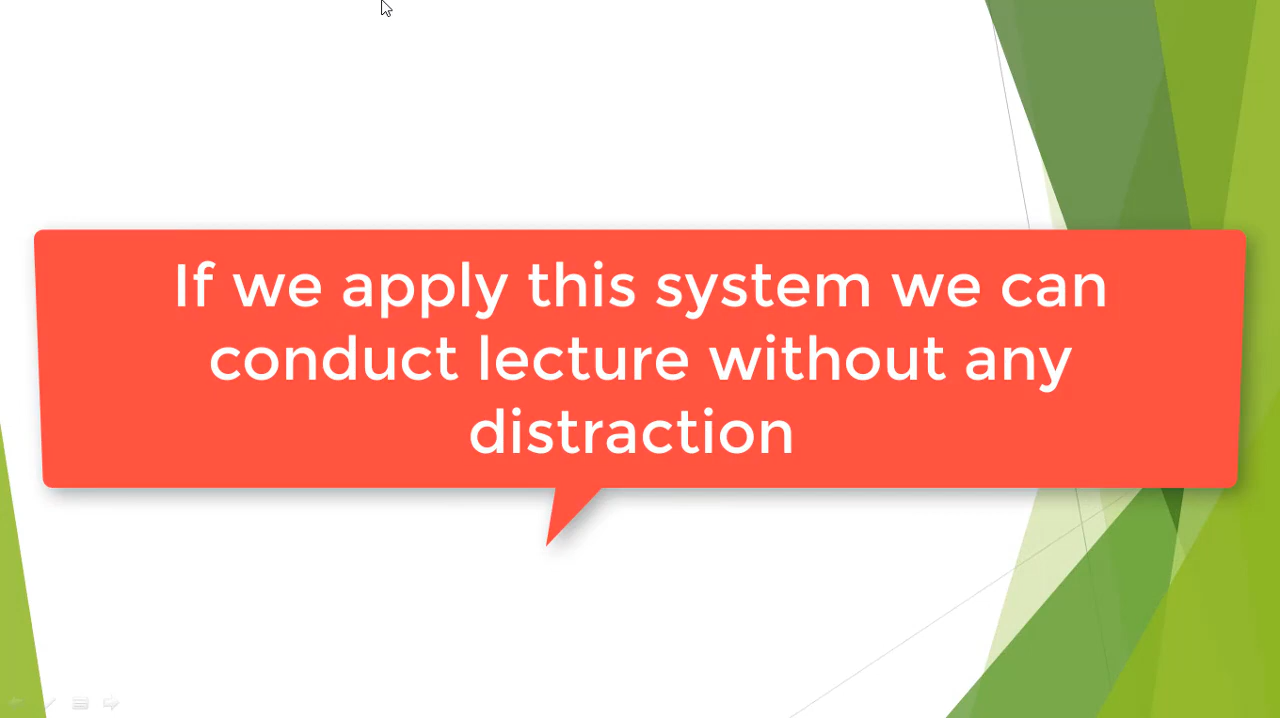 If we apply this system we can
conduct lecture without any
distraction